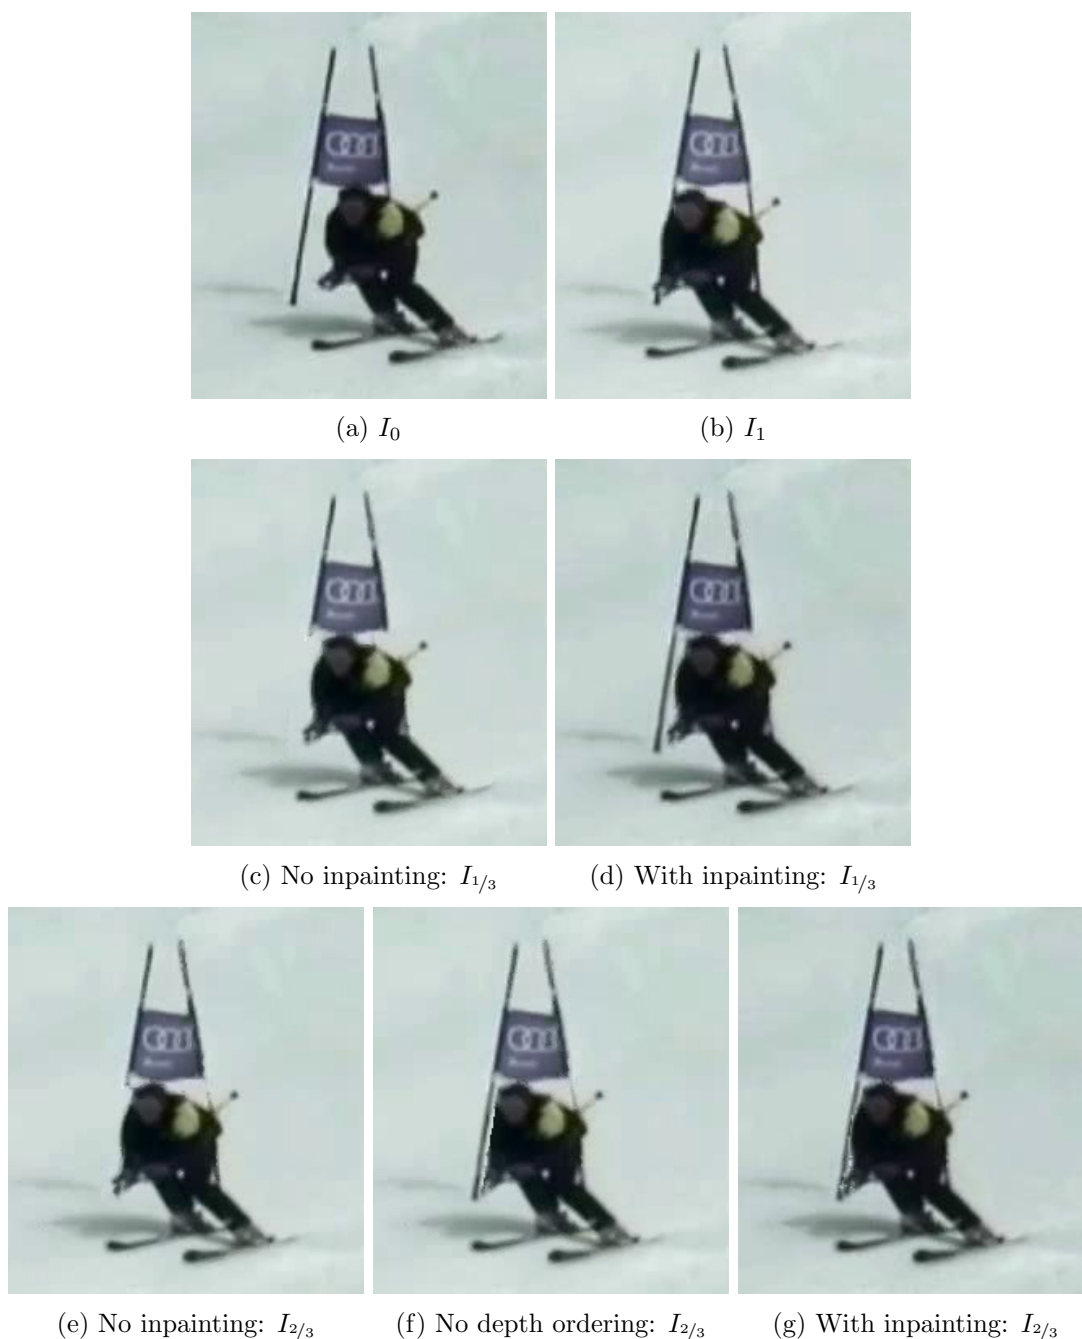 (a) I₀
(b) I₁
(c) No inpainting: I₁/₃
(d) With inpainting: I₁/₃
(e) No inpainting: I₂/₃
(f) No depth ordering: I₂/₃
(g) With inpainting: I₂/₃